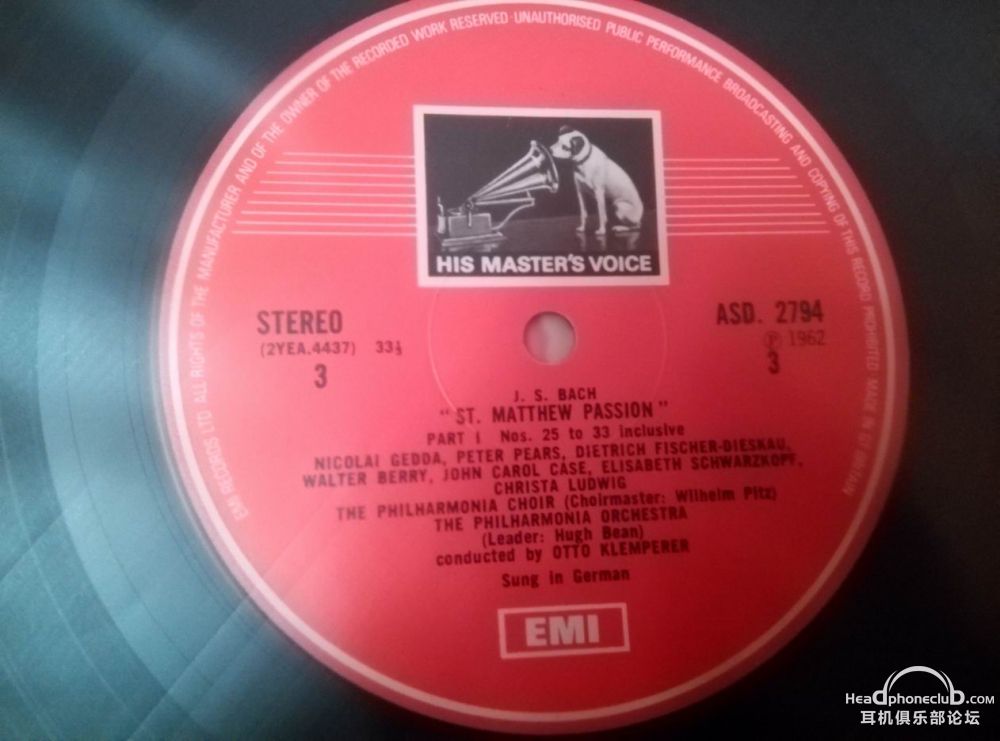 EMI RECORDS LTD. ALL RIGHTS OF THE MANUFACTURER AND OF THE OWNER OF THE RECORDED WORK RESERVED · UNAUTHORISED PUBLIC PERFORMANCE BROADCASTING AND COPYING OF THIS RECORD PROHIBITED MADE IN GT BRITAIN
HIS MASTER'S VOICE
STEREO
(2YEA.4437) 33⅓
3
ASD. 2794
℗ 1962
3
J. S. BACH
"ST. MATTHEW PASSION"
PART I Nos. 25 to 33 inclusive
NICOLAI GEDDA, PETER PEARS, DIETRICH FISCHER-DIESKAU,
WALTER BERRY, JOHN CAROL CASE, ELISABETH SCHWARZKOPF,
CHRISTA LUDWIG
THE PHILHARMONIA CHOIR (Choirmaster: Wilhelm Pitz)
THE PHILHARMONIA ORCHESTRA
(Leader: Hugh Bean)
conducted by OTTO KLEMPERER
Sung in German
EMI
Headphoneclub.com
耳机俱乐部论坛